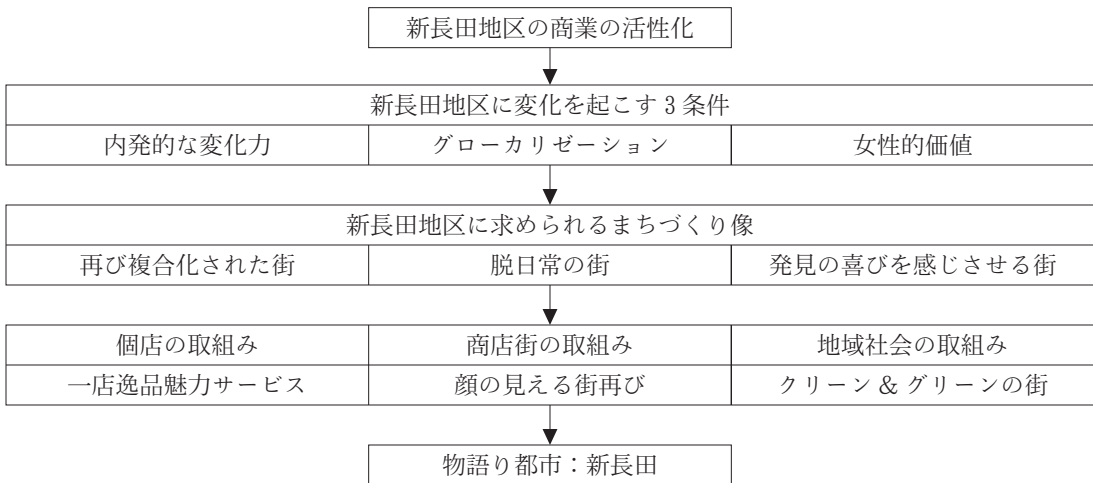 新長田地区の商業の活性化
新長田地区に変化を起こす 3 条件
内発的な変化力
グローカリゼーション
女性的価値
新長田地区に求められるまちづくり像
再び複合化された街
脱日常の街
発見の喜びを感じさせる街
個店の取組み
商店街の取組み
地域社会の取組み
一店逸品魅力サービス
顔の見える街再び
クリーン & グリーンの街
物語り都市：新長田